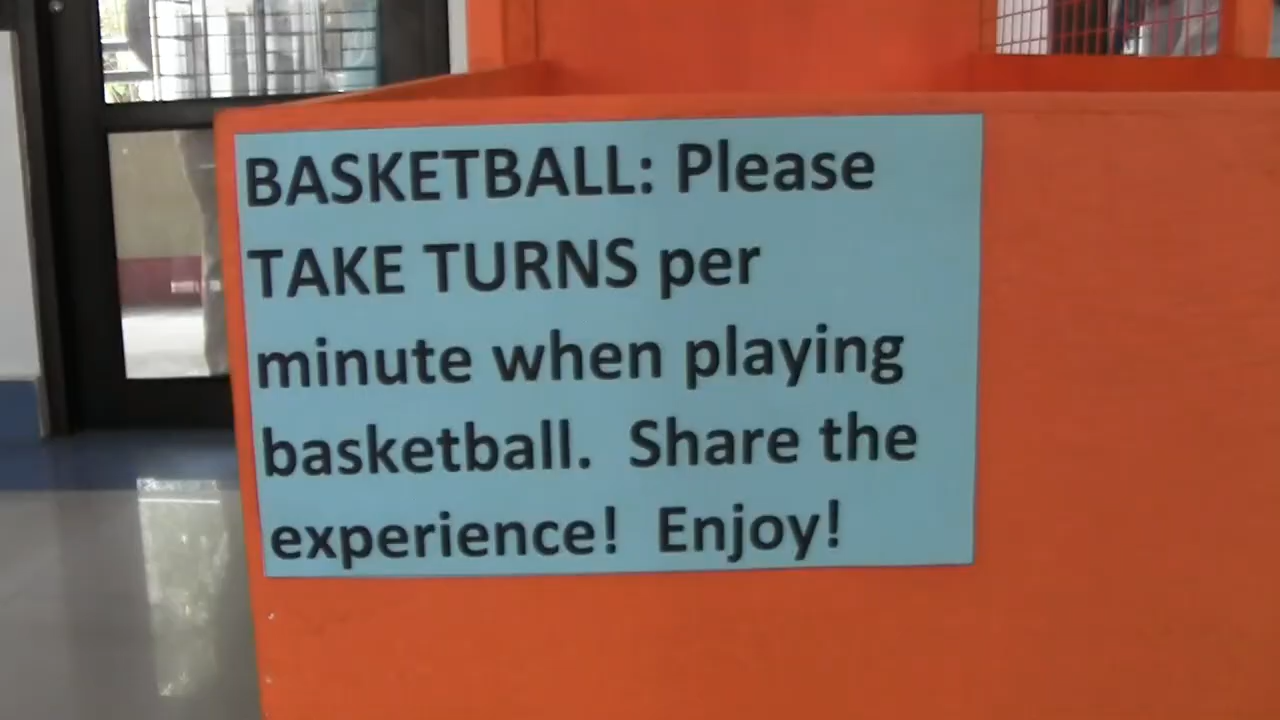 BASKETBALL: Please
TAKE TURNS per
minute when playing
basketball.  Share the
experience!  Enjoy!